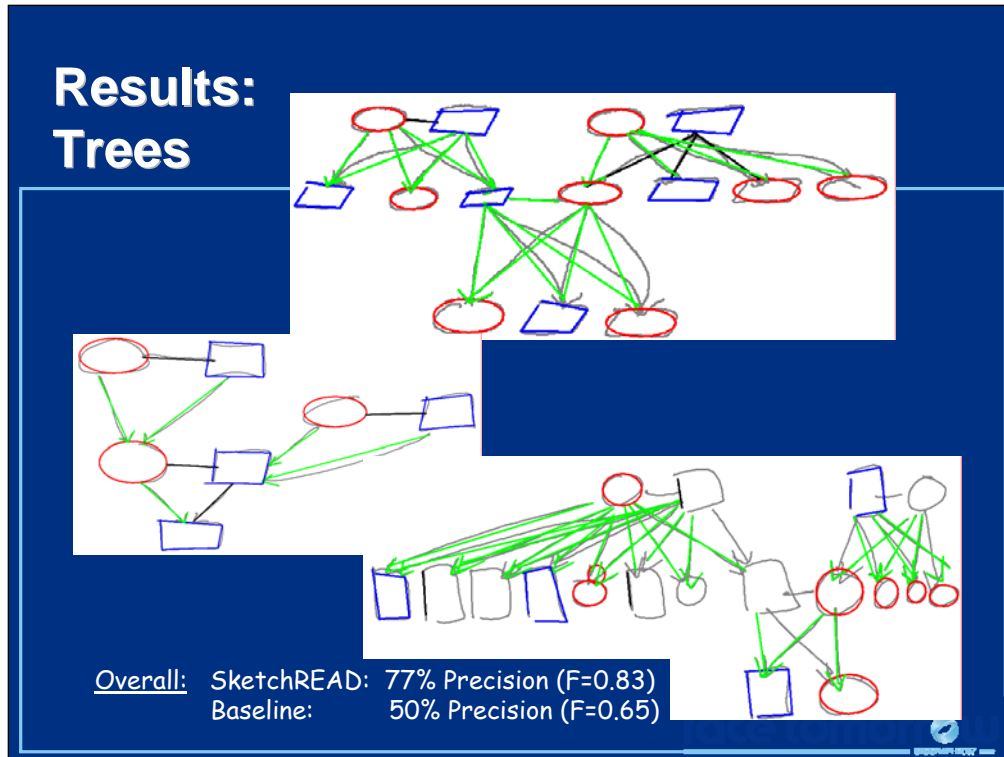 Results:
Trees
Overall: SketchREAD: 77% Precision (F=0.83)
Baseline: 50% Precision (F=0.65)